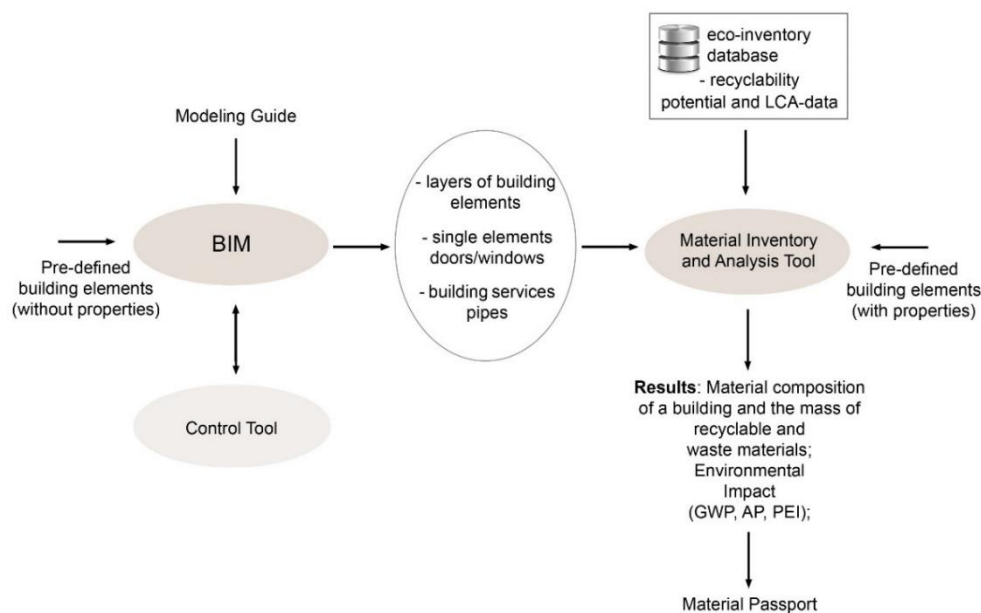 eco-inventory
database
- recyclability
potential and LCA-data
Modeling Guide
BIM
Pre-defined
building elements
(without properties)
Control Tool
- layers of building
elements
- single elements
doors/windows
- building services
pipes
Material Inventory
and Analysis Tool
Pre-defined
building elements
(with properties)
Results: Material composition
of a building and the mass of
recyclable and
waste materials;
Environmental
Impact
(GWP, AP, PEI);
Material Passport